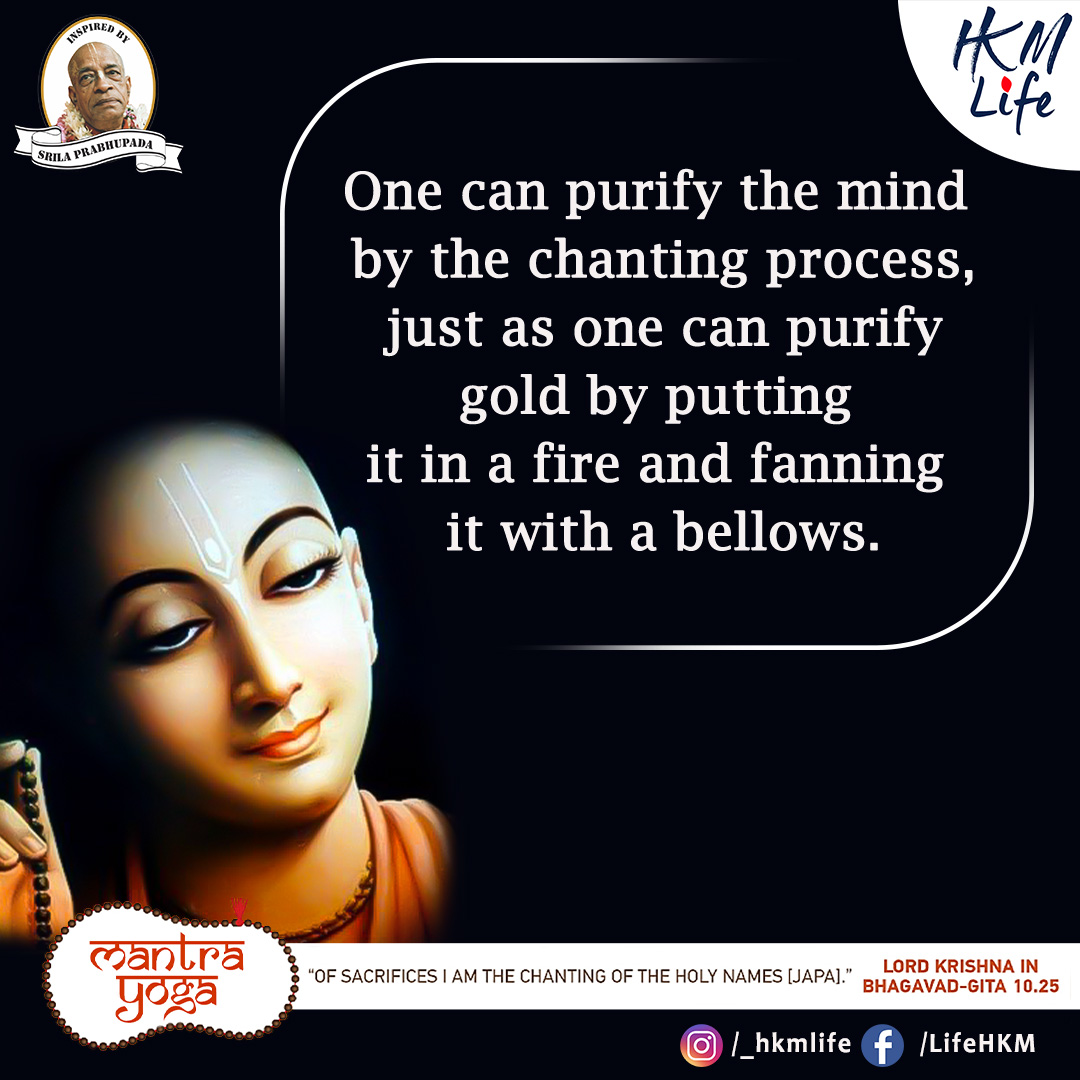 INSPIRED BY
SRILA PRABHUPADA
HKM
Life
One can purify the mind
by the chanting process,
just as one can purify
gold by putting
it in a fire and fanning
it with a bellows.
mantra
yoga
“OF SACRIFICES I AM THE CHANTING OF THE HOLY NAMES [JAPA].”
LORD KRISHNA IN
BHAGAVAD-GITA 10.25
/_hkmlife
/LifeHKM